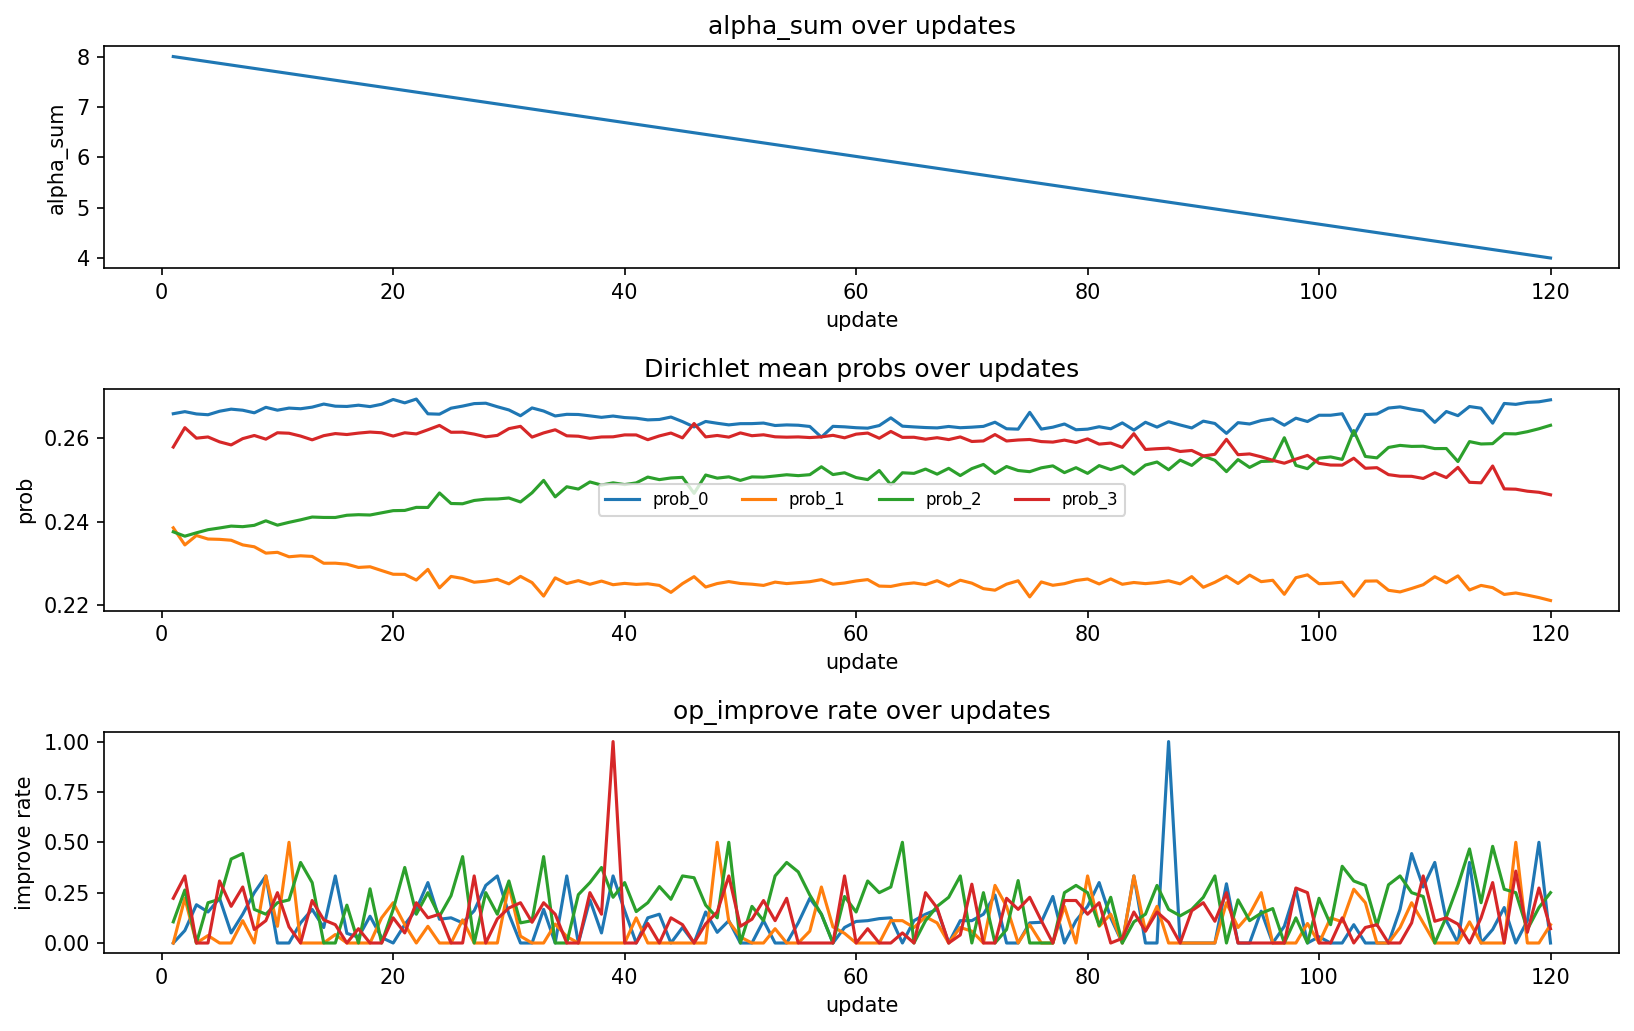 alpha_sum over updates
8
7
6
5
4
alpha_sum
0 20 40 60 80 100 120
update
Dirichlet mean probs over updates
0.26
0.24
0.22
prob
prob_0 prob_1 prob_2 prob_3
0 20 40 60 80 100 120
update
op_improve rate over updates
1.00
0.75
0.50
0.25
0.00
improve rate
0 20 40 60 80 100 120
update